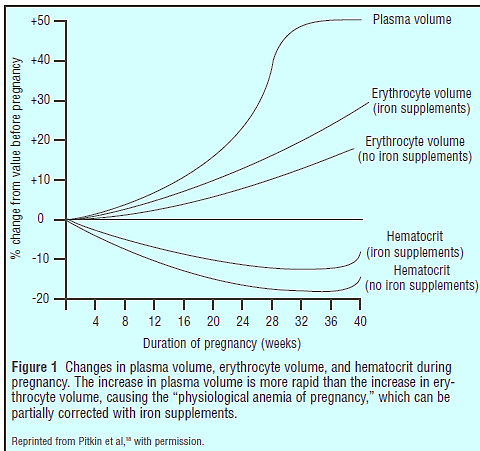 % change from value before pregnancy
+50
+40
+30
+20
+10
0
-10
-20
Plasma volume
Erythrocyte volume
(iron supplements)
Erythrocyte volume
(no iron supplements)
Hematocrit
(iron supplements)
Hematocrit
(no iron supplements)
4 8 12 16 20 24 28 32 36 40
Duration of pregnancy (weeks)
Figure 1 Changes in plasma volume, erythrocyte volume, and hematocrit during
pregnancy. The increase in plasma volume is more rapid than the increase in ery-
throcyte volume, causing the “physiological anemia of pregnancy,” which can be
partially corrected with iron supplements.
Reprinted from Pitkin et al,¹⁸ with permission.